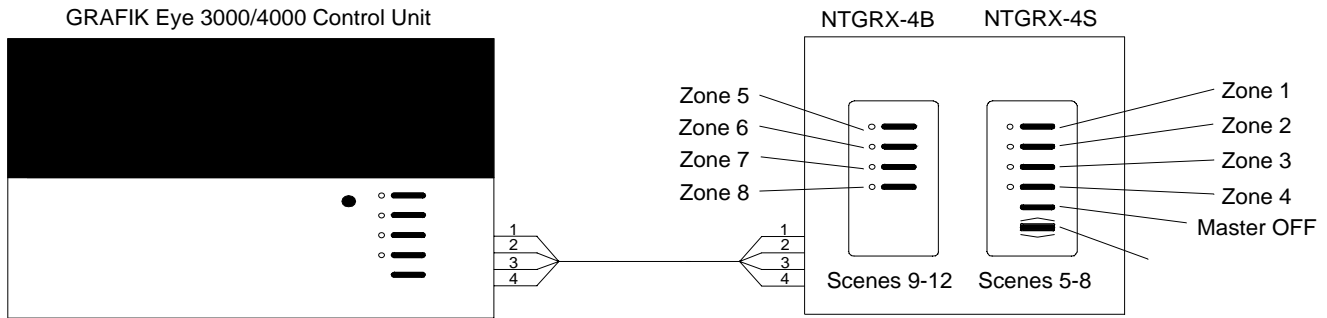 GRAFIK Eye 3000/4000 Control Unit
NTGRX-4B
NTGRX-4S
Zone 5
Zone 6
Zone 7
Zone 8
Zone 1
Zone 2
Zone 3
Zone 4
Master OFF
1
2
3
4
1
2
3
4
Scenes 9-12
Scenes 5-8